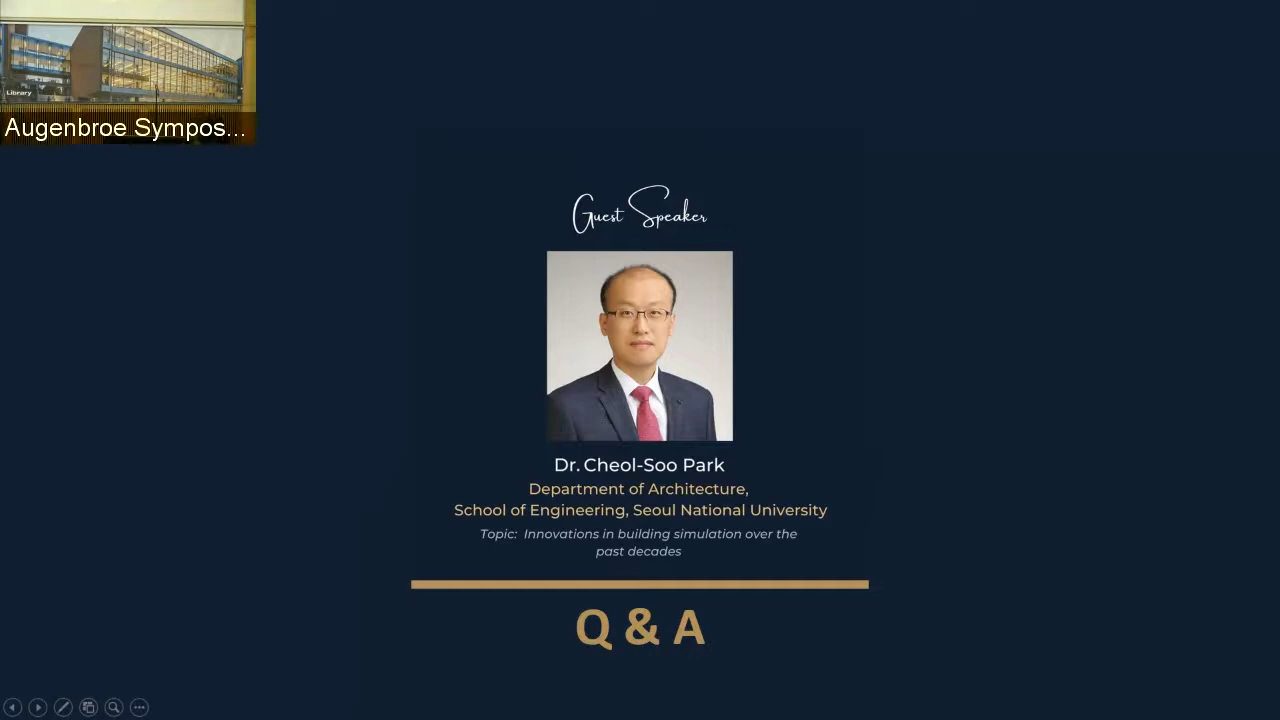 Library
Augenbroe Sympos...
Guest Speaker
Dr. Cheol-Soo Park
Department of Architecture,
School of Engineering, Seoul National University
Topic: Innovations in building simulation over the
past decades
Q & A